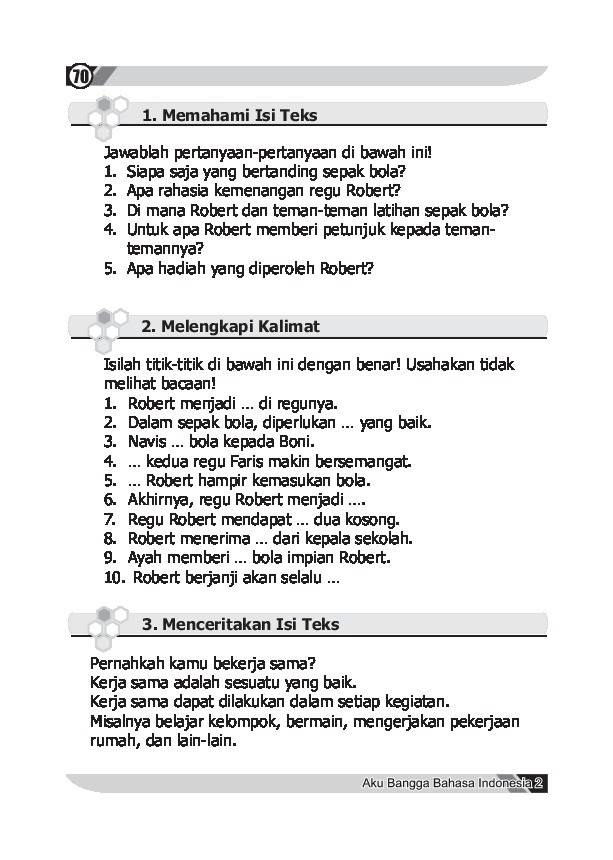 70
1. Memahami Isi Teks
Jawablah pertanyaan-pertanyaan di bawah ini!
1. Siapa saja yang bertanding sepak bola?
2. Apa rahasia kemenangan regu Robert?
3. Di mana Robert dan teman-teman latihan sepak bola?
4. Untuk apa Robert memberi petunjuk kepada teman-
temannya?
5. Apa hadiah yang diperoleh Robert?
2. Melengkapi Kalimat
Isilah titik-titik di bawah ini dengan benar! Usahakan tidak
melihat bacaan!
1. Robert menjadi ... di regunya.
2. Dalam sepak bola, diperlukan ... yang baik.
3. Navis ... bola kepada Boni.
4. ... kedua regu Faris makin bersemangat.
5. ... Robert hampir kemasukan bola.
6. Akhirnya, regu Robert menjadi ....
7. Regu Robert mendapat ... dua kosong.
8. Robert menerima ... dari kepala sekolah.
9. Ayah memberi ... bola impian Robert.
10. Robert berjanji akan selalu ...
3. Menceritakan Isi Teks
Pernahkah kamu bekerja sama?
Kerja sama adalah sesuatu yang baik.
Kerja sama dapat dilakukan dalam setiap kegiatan.
Misalnya belajar kelompok, bermain, mengerjakan pekerjaan
rumah, dan lain-lain.
Aku Bangga Bahasa Indonesia 2